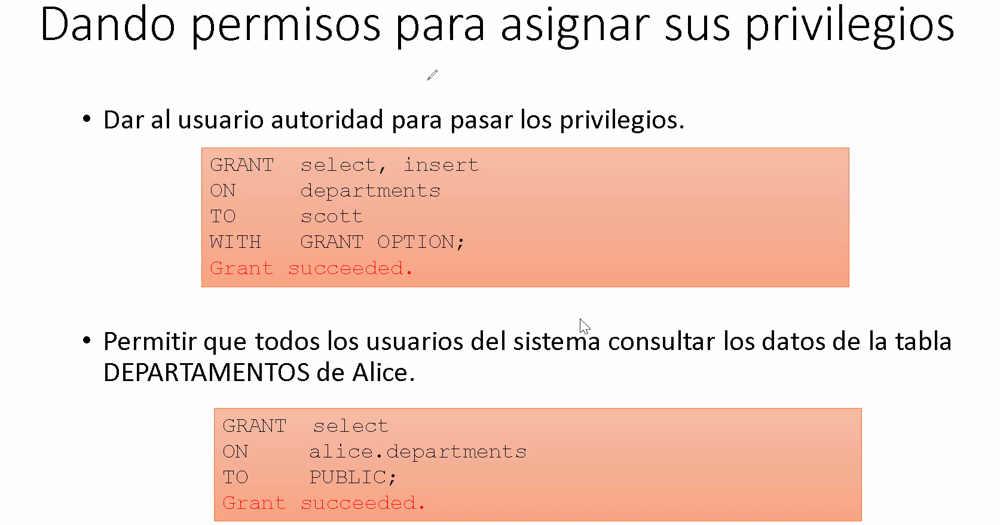 Dando permisos para asignar sus privilegios
• Dar al usuario autoridad para pasar los privilegios.
GRANT select, insert
ON departments
TO scott
WITH GRANT OPTION;
Grant succeeded.
• Permitir que todos los usuarios del sistema consultar los datos de la tabla
DEPARTAMENTOS de Alice.
GRANT select
ON alice.departments
TO PUBLIC;
Grant succeeded.